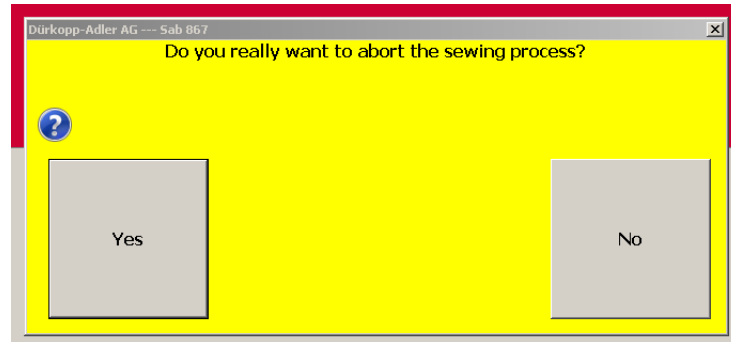 Dürkopp-Adler AG --- Sab 867
Do you really want to abort the sewing process?
Yes
No